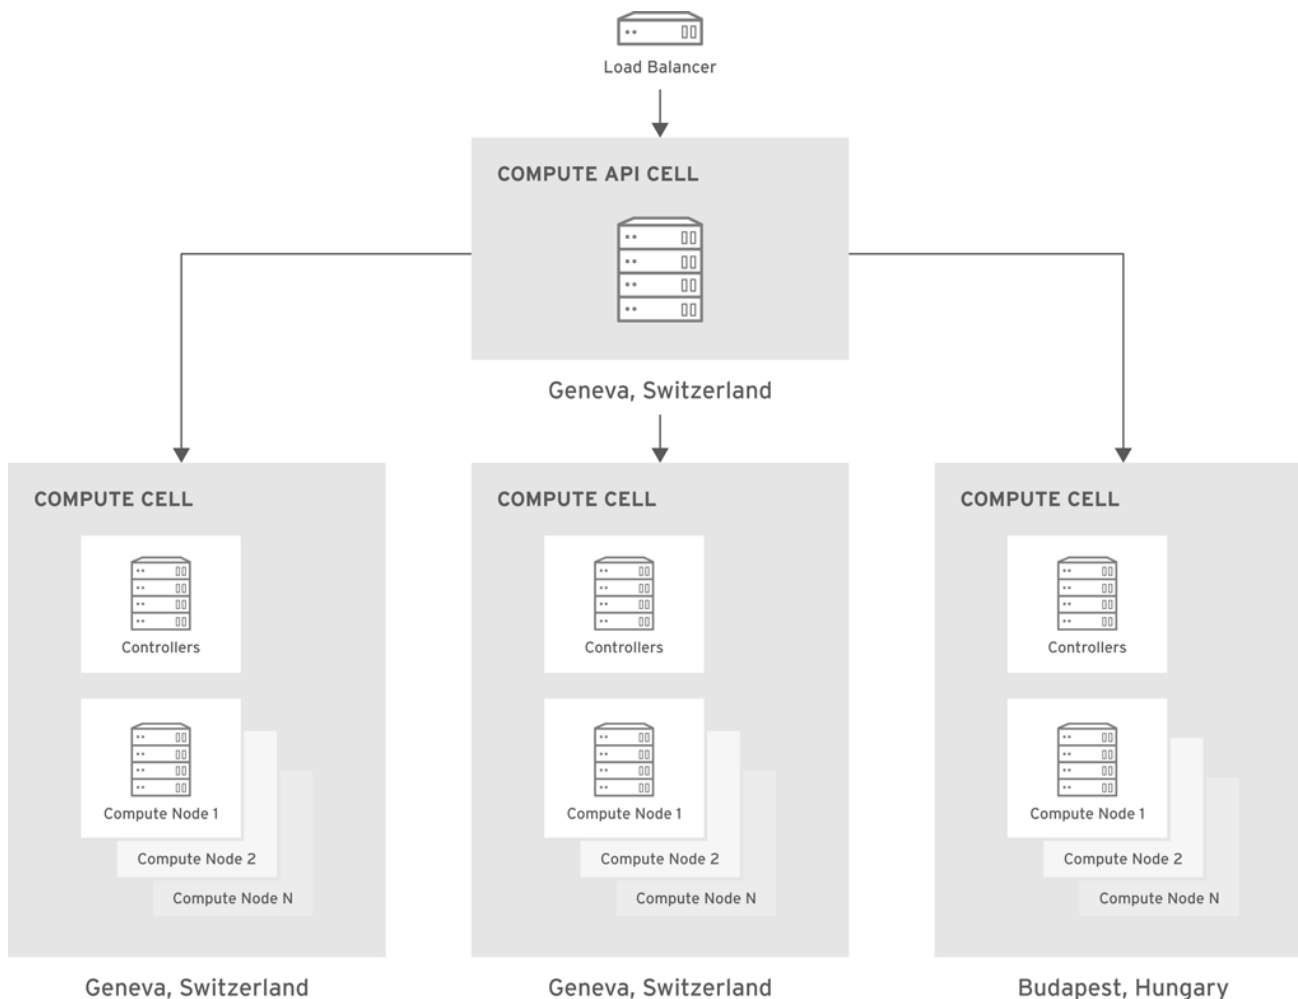 Load Balancer
COMPUTE API CELL
Geneva, Switzerland
COMPUTE CELL
Controllers
Compute Node 1
Compute Node 2
Compute Node N
Geneva, Switzerland
COMPUTE CELL
Controllers
Compute Node 1
Compute Node 2
Compute Node N
Geneva, Switzerland
COMPUTE CELL
Controllers
Compute Node 1
Compute Node 2
Compute Node N
Budapest, Hungary